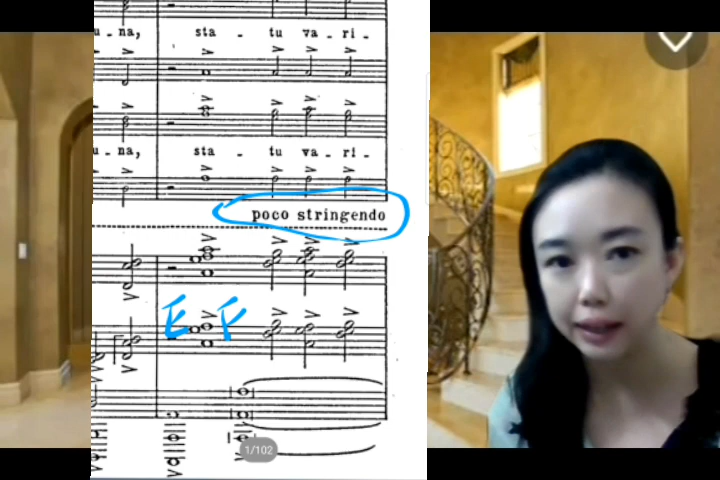 u - na, sta - tu va - ri -
u - na, sta - tu va - ri -
poco stringendo
E F
1/102